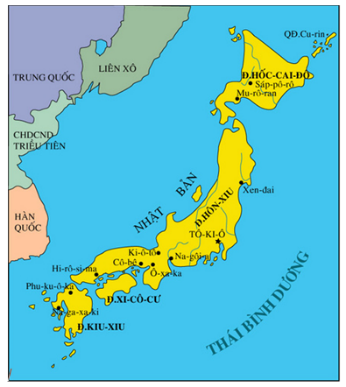 QĐ.Cu-rin
TRUNG QUỐC
LIÊN XÔ
Đ.HỐC-CAI-ĐÔ
Sáp-pô-rô
Mu-rô-ran
CHDCND
TRIỀU TIÊN
Xen-đai
HÀN
QUỐC
NHẬT BẢN
Đ.HÔN-XIU
TÔ-KI-Ô
Ki-ô-tô
Na-gôi-a
Cô-bê
Ô-xa-ka
Hi-rô-si-ma
Phu-ku-ô-ka
Đ.XI-CÔ-CƯ
Na-ga-xa-ki
Đ.KIU-XIU
THÁI BÌNH DƯƠNG